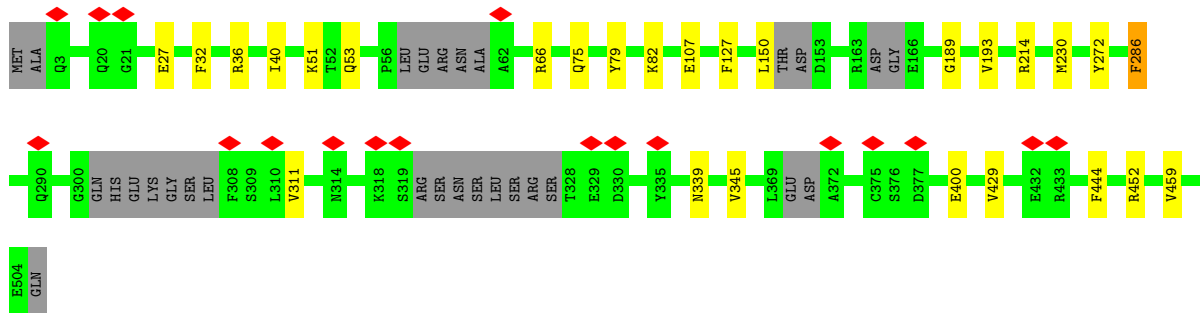 MET ALA Q3 Q20 G21 E27 F32 R36 I40 K51 T52 Q53 P56 LEU GLU ARG ASN ALA A62 R66 Q75 Y79 K82 E107 F127 L150 THR ASP D153 R163 ASP GLY E166 G189 V193 R214 M230 Y272 F286
Q290 G300 GLN HIS GLU LYS GLY SER LEU F308 S309 L310 V311 N314 K318 S319 ARG SER ASN SER LEU SER ARG SER T328 E329 D330 Y335 N339 V345 L369 GLU ASP A372 C375 S376 D377 E400 V429 E432 R433 F444 R452 V459
E504 GLN